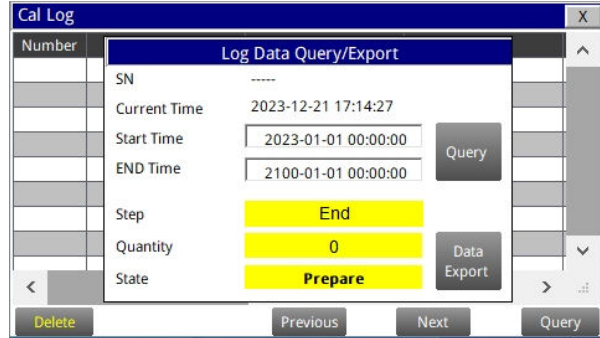 Cal Log X
Number
Log Data Query/Export
SN -----
Current Time 2023-12-21 17:14:27
Start Time 2023-01-01 00:00:00
Query
END Time 2100-01-01 00:00:00
Step End
Quantity 0
Data
Export
State Prepare
Delete Previous Next Query